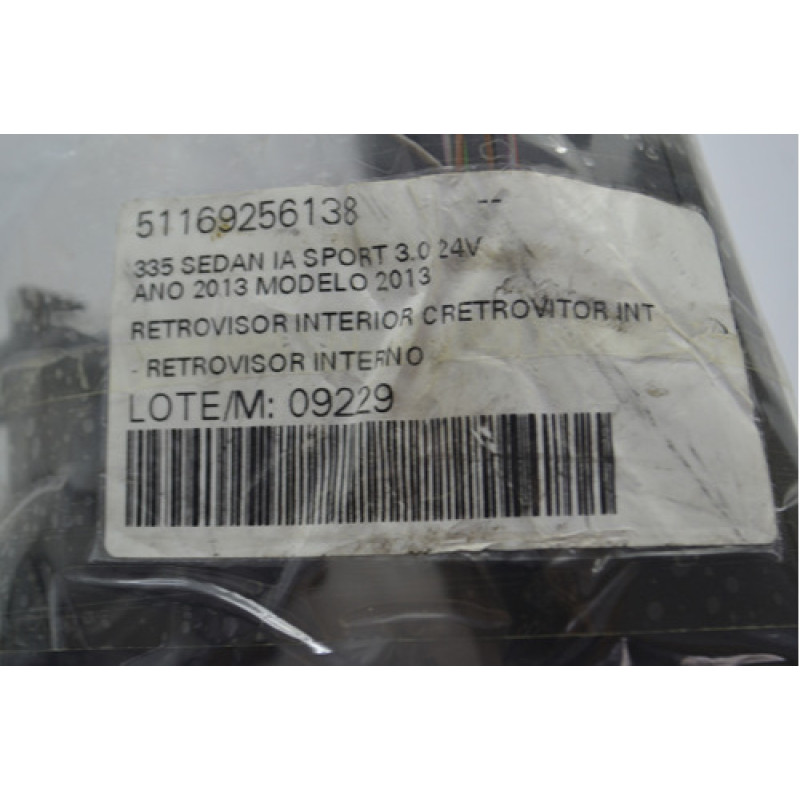 51169256138 --
335 SEDAN IA SPORT 3.0 24V
ANO 2013 MODELO 2013
RETROVISOR INTERIOR CRETROVITOR INT
- RETROVISOR INTERNO
LOTE/M: 09229